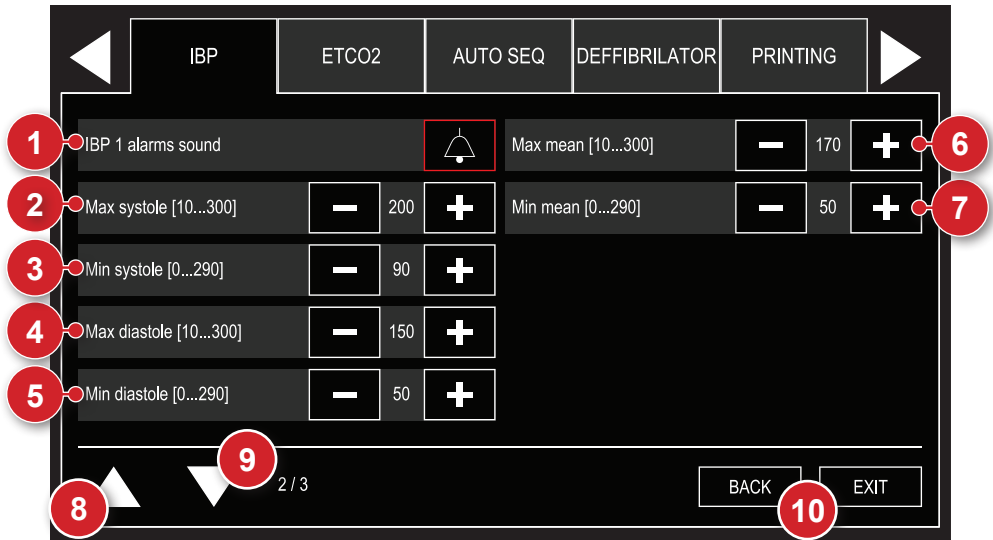 IBP ETCO2 AUTO SEQ DEFFIBRILATOR PRINTING
1 IBP 1 alarms sound Max mean [10...300] 170 6
2 Max systole [10...300] 200 Min mean [0...290] 50 7
3 Min systole [0...290] 90
4 Max diastole [10...300] 150
5 Min diastole [0...290] 50
9
8 2 / 3 BACK EXIT
10